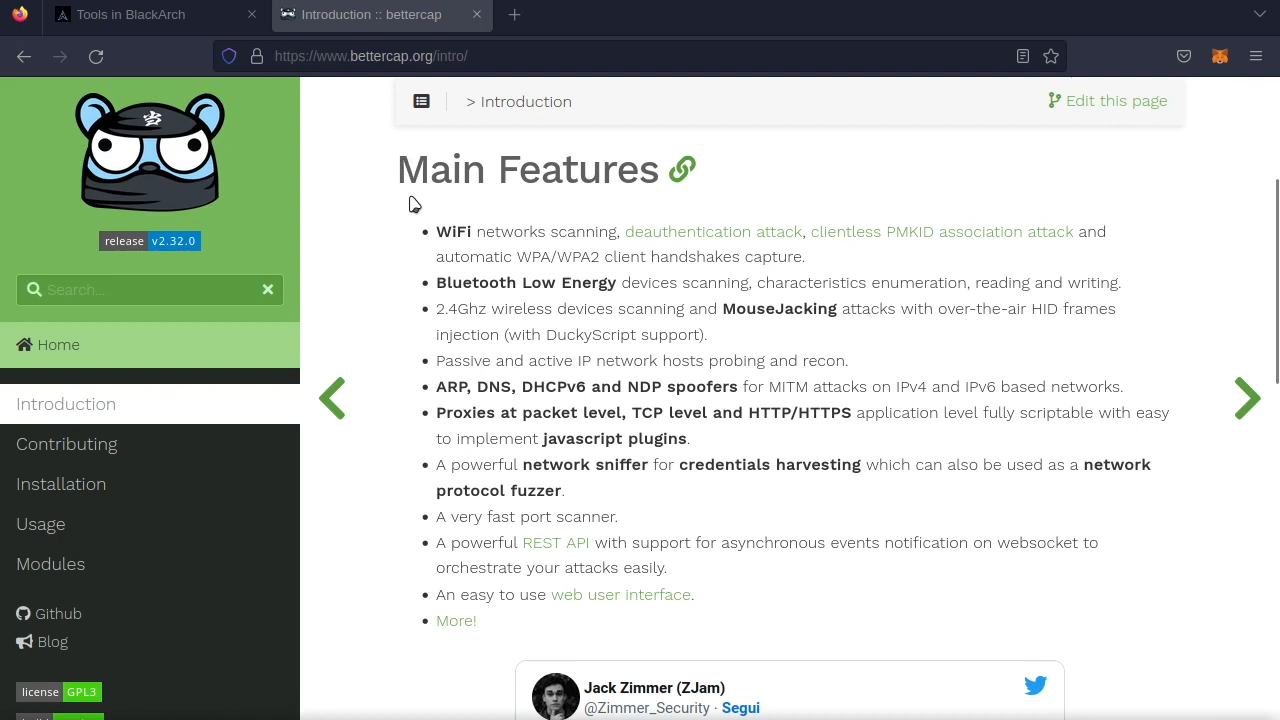 Tools in BlackArch
Introduction :: bettercap
https://www.bettercap.org/intro/
release v2.32.0
Search...
Home
Introduction
Contributing
Installation
Usage
Modules
Github
Blog
license GPL3
> Introduction
Edit this page
Main Features
WiFi networks scanning, deauthentication attack, clientless PMKID association attack and
automatic WPA/WPA2 client handshakes capture.
Bluetooth Low Energy devices scanning, characteristics enumeration, reading and writing.
2.4Ghz wireless devices scanning and MouseJacking attacks with over-the-air HID frames
injection (with DuckyScript support).
Passive and active IP network hosts probing and recon.
ARP, DNS, DHCPv6 and NDP spoofers for MITM attacks on IPv4 and IPv6 based networks.
Proxies at packet level, TCP level and HTTP/HTTPS application level fully scriptable with easy
to implement javascript plugins.
A powerful network sniffer for credentials harvesting which can also be used as a network
protocol fuzzer.
A very fast port scanner.
A powerful REST API with support for asynchronous events notification on websocket to
orchestrate your attacks easily.
An easy to use web user interface.
More!
Jack Zimmer (ZJam)
@Zimmer_Security · Segui